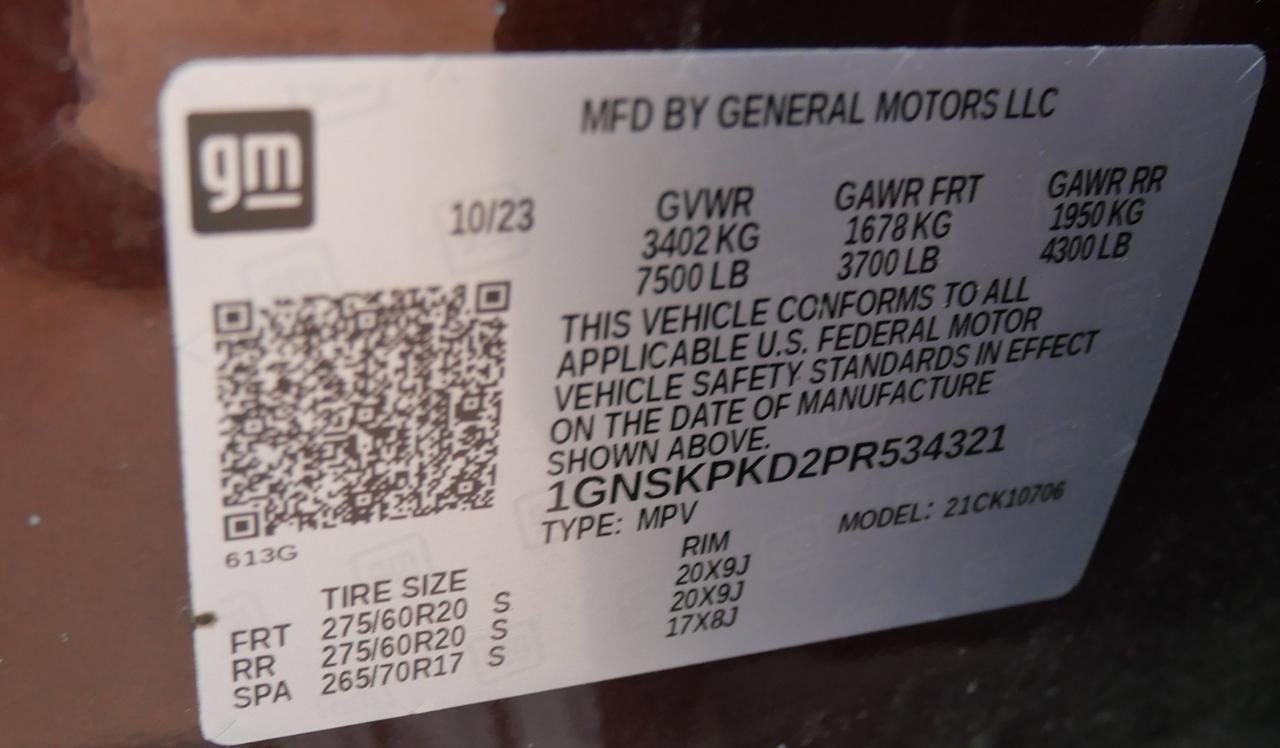 gm
MFD BY GENERAL MOTORS LLC
10/23
GVWR GAWR FRT GAWR RR
3402 KG 1678 KG 1950 KG
7500 LB 3700 LB 4300 LB
THIS VEHICLE CONFORMS TO ALL
APPLICABLE U.S. FEDERAL MOTOR
VEHICLE SAFETY STANDARDS IN EFFECT
ON THE DATE OF MANUFACTURE
SHOWN ABOVE.
1GNSKPKD2PR534321
TYPE: MPV MODEL: 21CK10706
613G
TIRE SIZE RIM
FRT 275/60R20 S 20X9J
RR 275/60R20 S 20X9J
SPA 265/70R17 S 17X8J